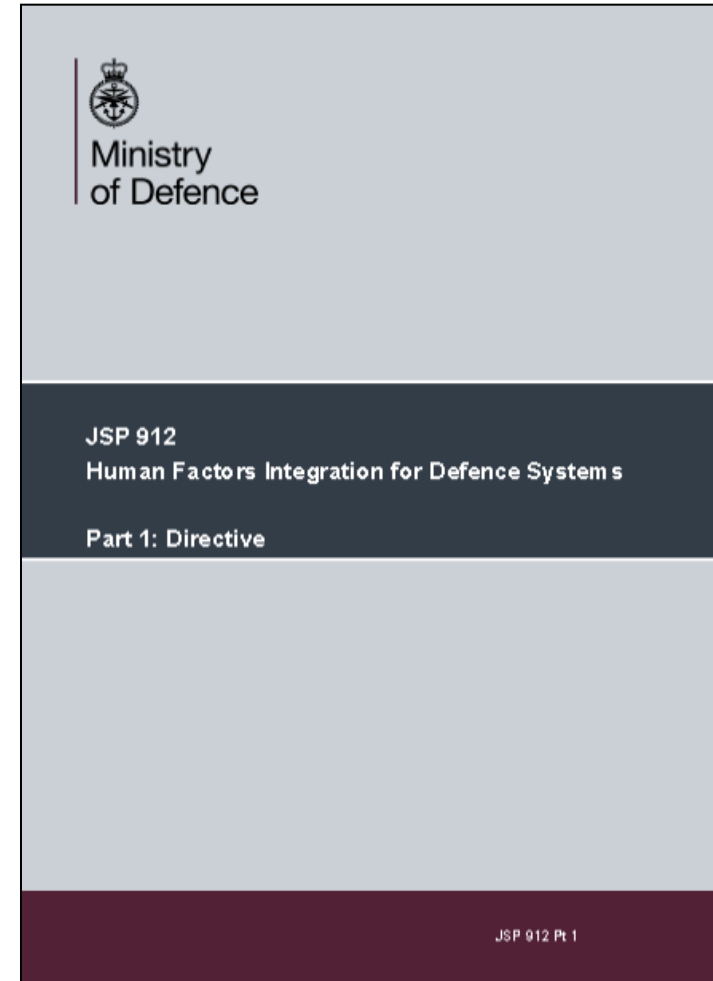 Ministry
of Defence
JSP 912
Human Factors Integration for Defence Systems
Part 1: Directive
JSP 912 Pt 1